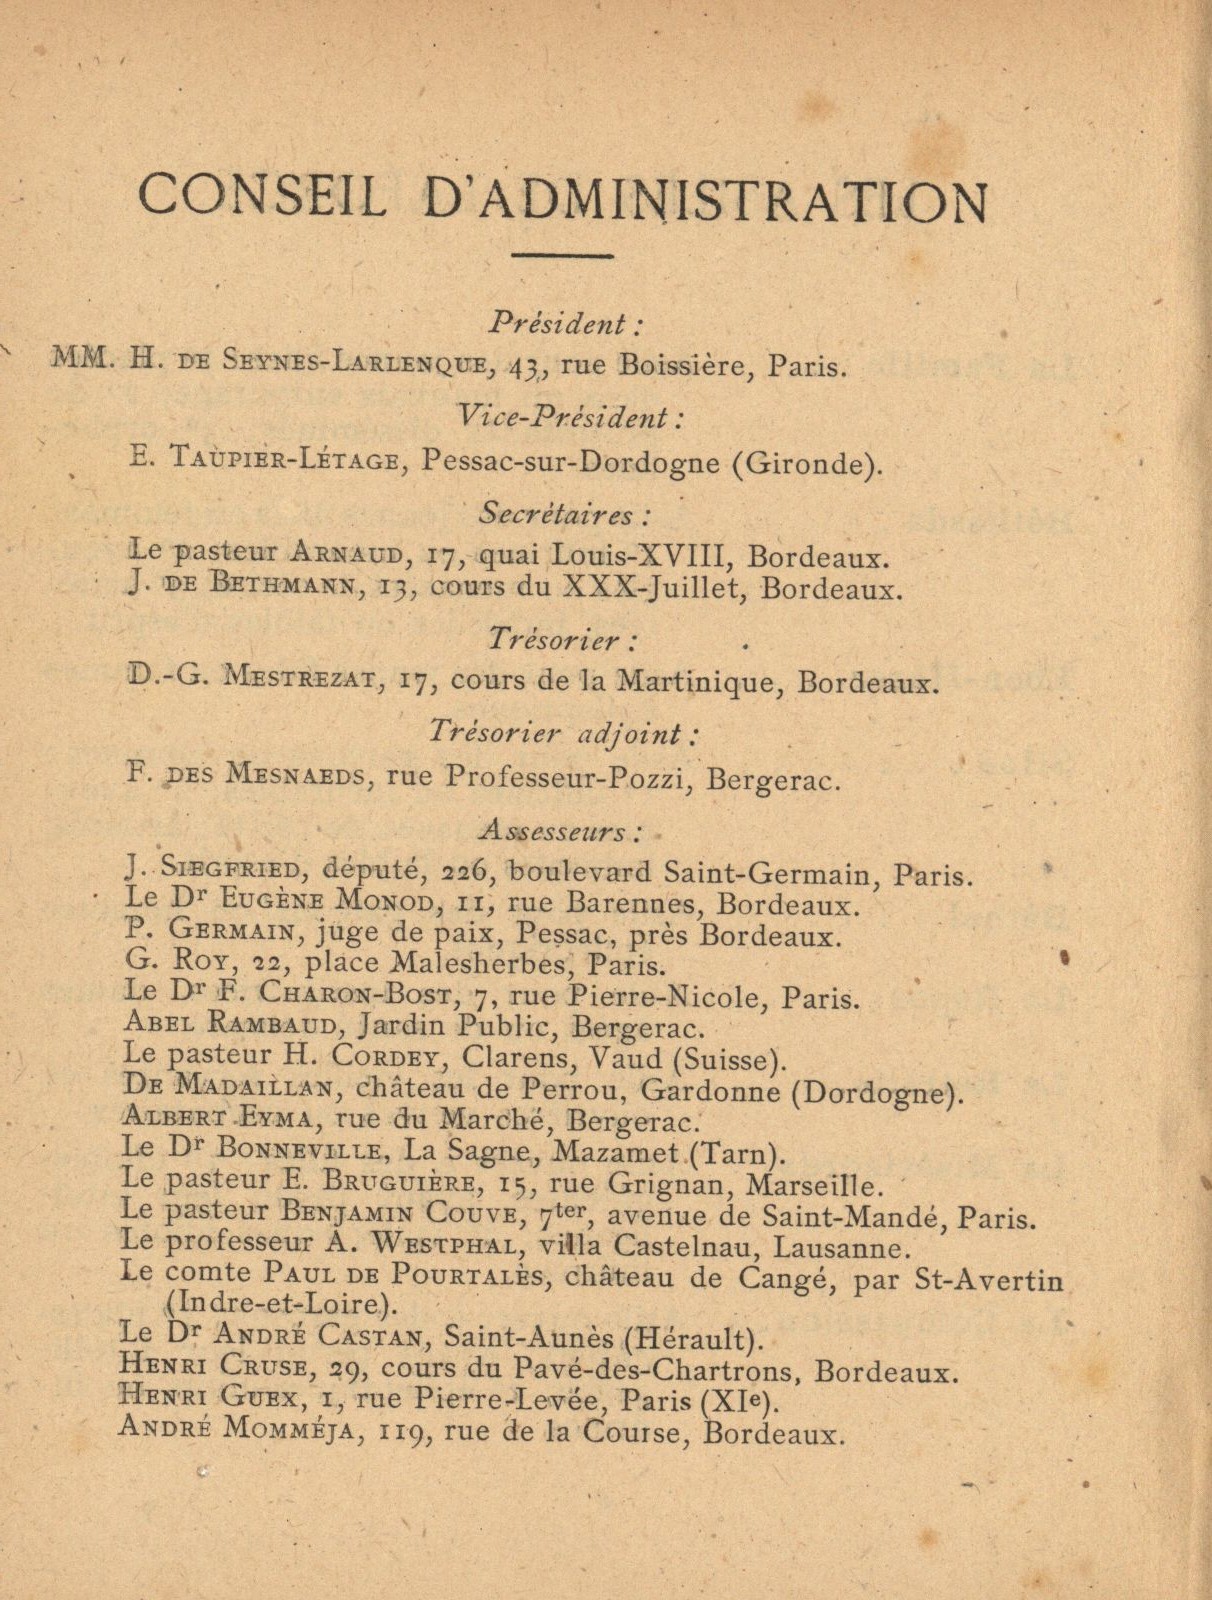 CONSEIL D'ADMINISTRATION
Président :
MM. H. DE SEYNES-LARLENQUE, 43, rue Boissière, Paris.
Vice-Président :
E. TAUPIER-LÉTAGE, Pessac-sur-Dordogne (Gironde).
Secrétaires :
Le pasteur ARNAUD, 17, quai Louis-XVIII, Bordeaux.
J. DE BETHMANN, 13, cours du XXX-Juillet, Bordeaux.
Trésorier :
D.-G. MESTREZAT, 17, cours de la Martinique, Bordeaux.
Trésorier adjoint :
F. DES MESNAEDS, rue Professeur-Pozzi, Bergerac.
Assesseurs :
J. SIEGFRIED, député, 226, boulevard Saint-Germain, Paris.
Le Dr EUGÈNE MONOD, 11, rue Barennes, Bordeaux.
P. GERMAIN, juge de paix, Pessac, près Bordeaux.
G. ROY, 22, place Malesherbes, Paris.
Le Dr F. CHARON-BOST, 7, rue Pierre-Nicole, Paris.
ABEL RAMBAUD, Jardin Public, Bergerac.
Le pasteur H. CORDEY, Clarens, Vaud (Suisse).
DE MADAILLAN, château de Perrou, Gardonne (Dordogne).
ALBERT EYMA, rue du Marché, Bergerac.
Le Dr BONNEVILLE, La Sagne, Mazamet (Tarn).
Le pasteur E. BRUGUIÈRE, 15, rue Grignan, Marseille.
Le pasteur BENJAMIN COUVE, 7ter, avenue de Saint-Mandé, Paris.
Le professeur A. WESTPHAL, villa Castelnau, Lausanne.
Le comte PAUL DE POURTALÈS, château de Cangé, par St-Avertin
(Indre-et-Loire).
Le Dr ANDRÉ CASTAN, Saint-Aunès (Hérault).
HENRI CRUSE, 29, cours du Pavé-des-Chartrons, Bordeaux.
HENRI GUEX, 1, rue Pierre-Levée, Paris (XIe).
ANDRÉ MOMMÉJA, 119, rue de la Course, Bordeaux.